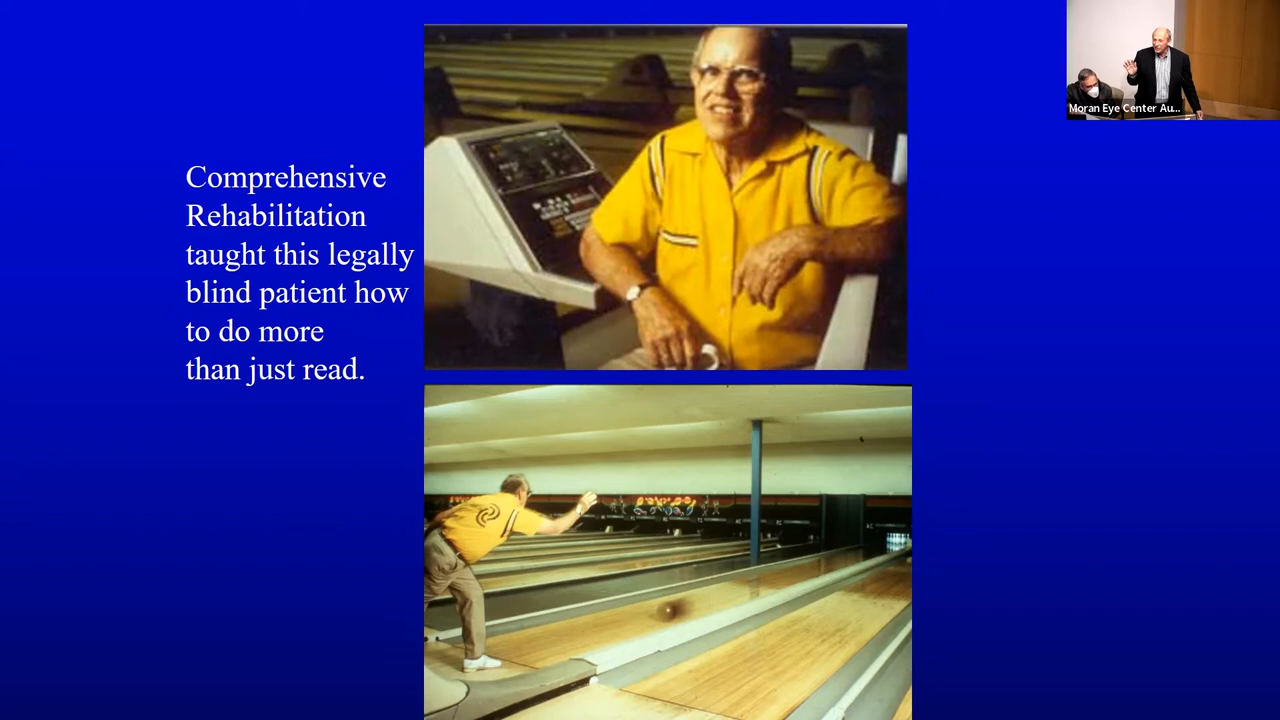 Comprehensive
Rehabilitation
taught this legally
blind patient how
to do more
than just read.
Moran Eye Center Au...